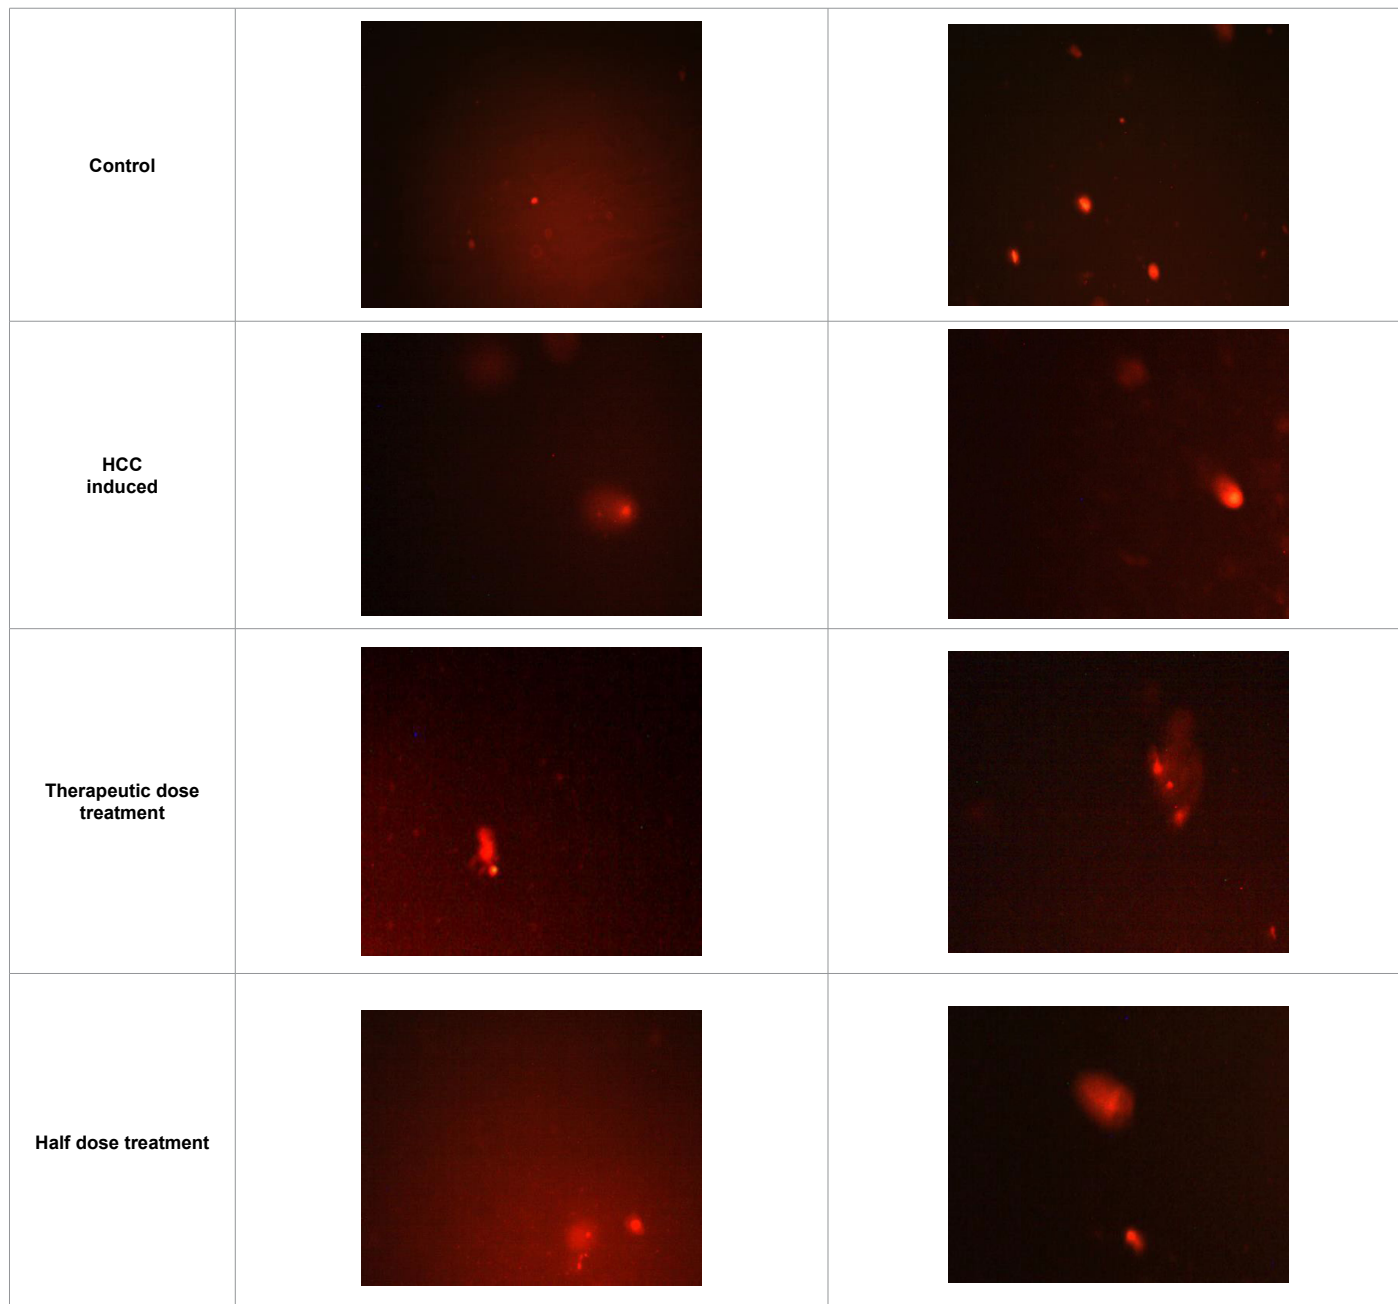 Control
HCC
induced
Therapeutic dose
treatment
Half dose treatment